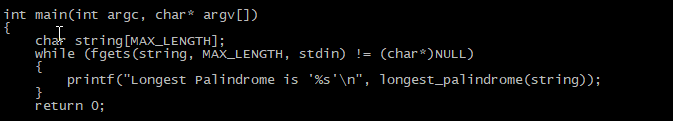 int main(int argc, char* argv[])
{
    char string[MAX_LENGTH];
    while (fgets(string, MAX_LENGTH, stdin) != (char*)NULL)
    {
        printf("Longest Palindrome is '%s'\n", longest_palindrome(string));
    }
    return 0;